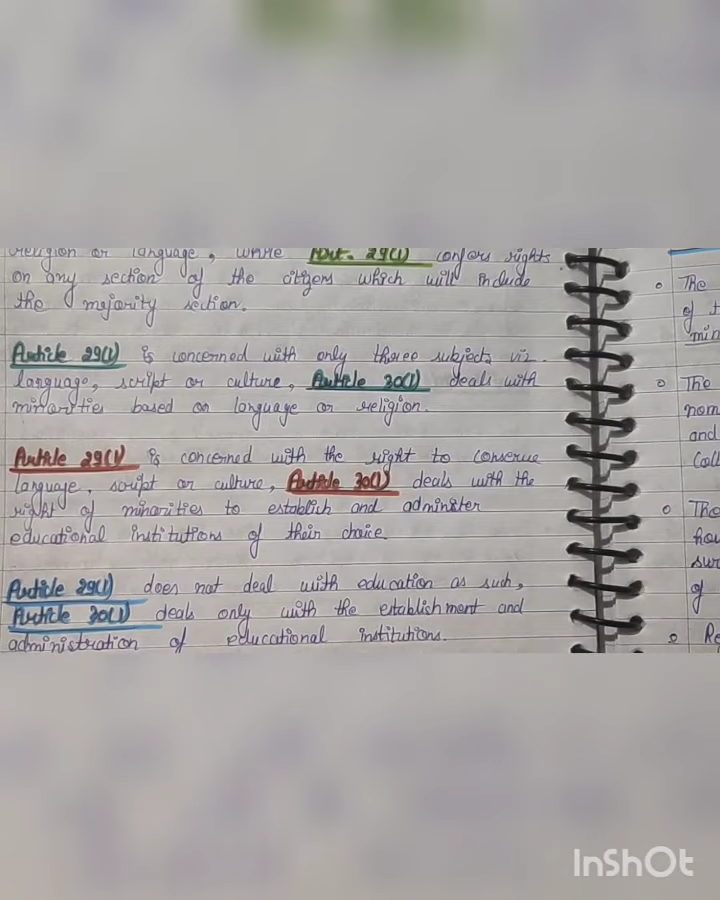 religion or language, while Art. 29(1) confers rights
on any section of the citizens which will include
the majority section.
Article 29(1) is concerned with only three subjects viz.
language, script or culture, Article 30(1) deals with
minorities based on language or religion.
Article 29(1) is concerned with the right to conserve
language, script or culture, Article 30(1) deals with the
right of minarities to establich and administer
educational institutions of their choice.
Article 29(1) does not deal with education as such,
Article 30(1) deals only with the establishment and
administration of educational institutions.
The
of
The
and
The
of
InShOt